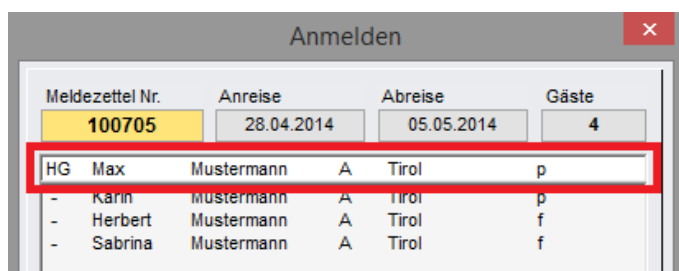 Anmelden
Meldezettel Nr. Anreise Abreise Gäste
100705 28.04.2014 05.05.2014 4
HG Max Mustermann A Tirol p
- Karin Mustermann A Tirol p
- Herbert Mustermann A Tirol f
- Sabrina Mustermann A Tirol f